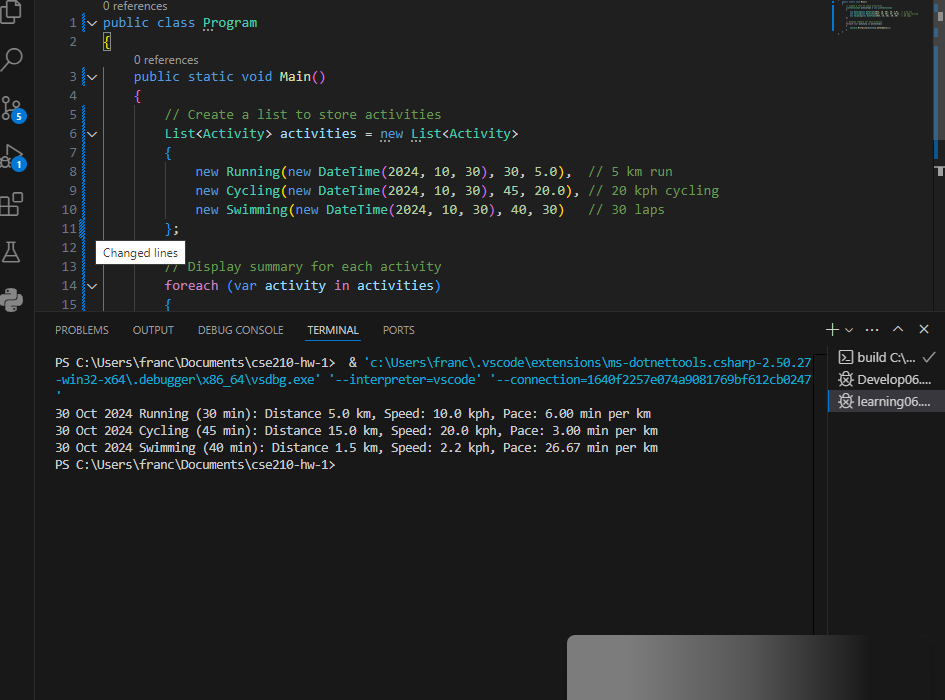 0 references
1 public class Program
2 {
0 references
3 public static void Main()
4 {
5 // Create a list to store activities
6 List<Activity> activities = new List<Activity>
7 {
8 new Running(new DateTime(2024, 10, 30), 30, 5.0), // 5 km run
9 new Cycling(new DateTime(2024, 10, 30), 45, 20.0), // 20 kph cycling
10 new Swimming(new DateTime(2024, 10, 30), 40, 30) // 30 laps
11 };
12
Changed lines
13 // Display summary for each activity
14 foreach (var activity in activities)
15 {
5
1
PROBLEMS OUTPUT DEBUG CONSOLE TERMINAL PORTS
PS C:\Users\franc\Documents\cse210-hw-1> & 'c:\Users\franc\.vscode\extensions\ms-dotnettools.csharp-2.50.27
-win32-x64\.debugger\x86_64\vsdbg.exe' '--interpreter=vscode' '--connection=1640f2257e074a9081769bf612cb0247
'
30 Oct 2024 Running (30 min): Distance 5.0 km, Speed: 10.0 kph, Pace: 6.00 min per km
30 Oct 2024 Cycling (45 min): Distance 15.0 km, Speed: 20.0 kph, Pace: 3.00 min per km
30 Oct 2024 Swimming (40 min): Distance 1.5 km, Speed: 2.2 kph, Pace: 26.67 min per km
PS C:\Users\franc\Documents\cse210-hw-1>
build C:\...
Develop06....
learning06....